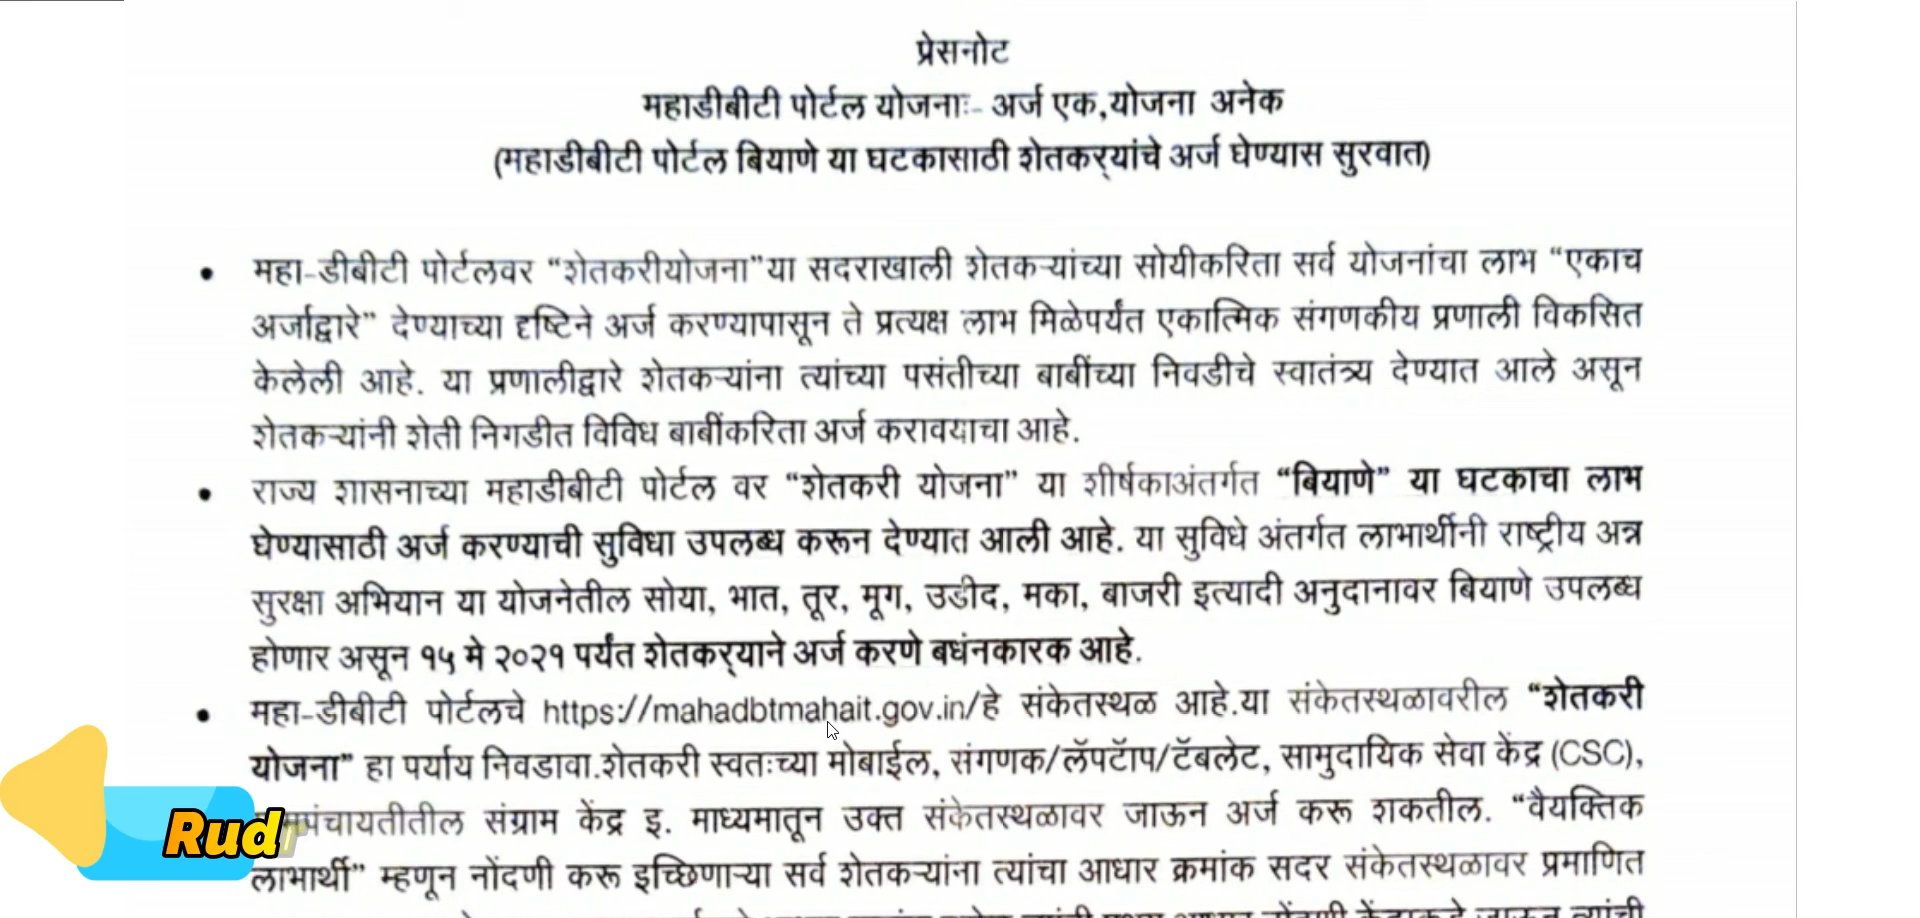 प्रेसनोट
महाडीबीटी पोर्टल योजनाः- अर्ज एक,योजना अनेक
(महाडीबीटी पोर्टल बियाणे या घटकासाठी शेतकऱ्यांचे अर्ज घेण्यास सुरवात)
• महा-डीबीटी पोर्टलवर “शेतकरीयोजना”या सदराखाली शेतकऱ्यांच्या सोयीकरिता सर्व योजनांचा लाभ “एकाच
अर्जाद्वारे” देण्याच्या दृष्टिने अर्ज करण्यापासून ते प्रत्यक्ष लाभ मिळेपर्यंत एकात्मिक संगणकीय प्रणाली विकसित
केलेली आहे. या प्रणालीद्वारे शेतकऱ्यांना त्यांच्या पसंतीच्या बाबींच्या निवडीचे स्वातंत्र्य देण्यात आले असून
शेतकऱ्यांनी शेती निगडीत विविध बाबींकरिता अर्ज करावयाचा आहे.
• राज्य शासनाच्या महाडीबीटी पोर्टल वर “शेतकरी योजना” या शीर्षकाअंतर्गत “बियाणे” या घटकाचा लाभ
घेण्यासाठी अर्ज करण्याची सुविधा उपलब्ध करून देण्यात आली आहे. या सुविधे अंतर्गत लाभार्थीनी राष्ट्रीय अन्न
सुरक्षा अभियान या योजनेतील सोया, भात, तूर, मूग, उडीद, मका, बाजरी इत्यादी अनुदानावर बियाणे उपलब्ध
होणार असून १५ मे २०२१ पर्यंत शेतकऱ्याने अर्ज करणे बधंनकारक आहे.
• महा-डीबीटी पोर्टलचे https://mahadbtmahait.gov.in/हे संकेतस्थळ आहे.या संकेतस्थळावरील “शेतकरी
योजना” हा पर्याय निवडावा.शेतकरी स्वतःच्या मोबाईल, संगणक/लॅपटॅाप/टॅबलेट, सामुदायिक सेवा केंद्र (CSC),
संग्राम केंद्र इ. माध्यमातून उक्त संकेतस्थळावर जाऊन अर्ज करू शकतील. “वैयक्तिक
लाभार्थी” म्हणून नोंदणी करू इच्छिणाऱ्या सर्व शेतकऱ्यांना त्यांचा आधार क्रमांक सदर संकेतस्थळावर प्रमाणित
Rud